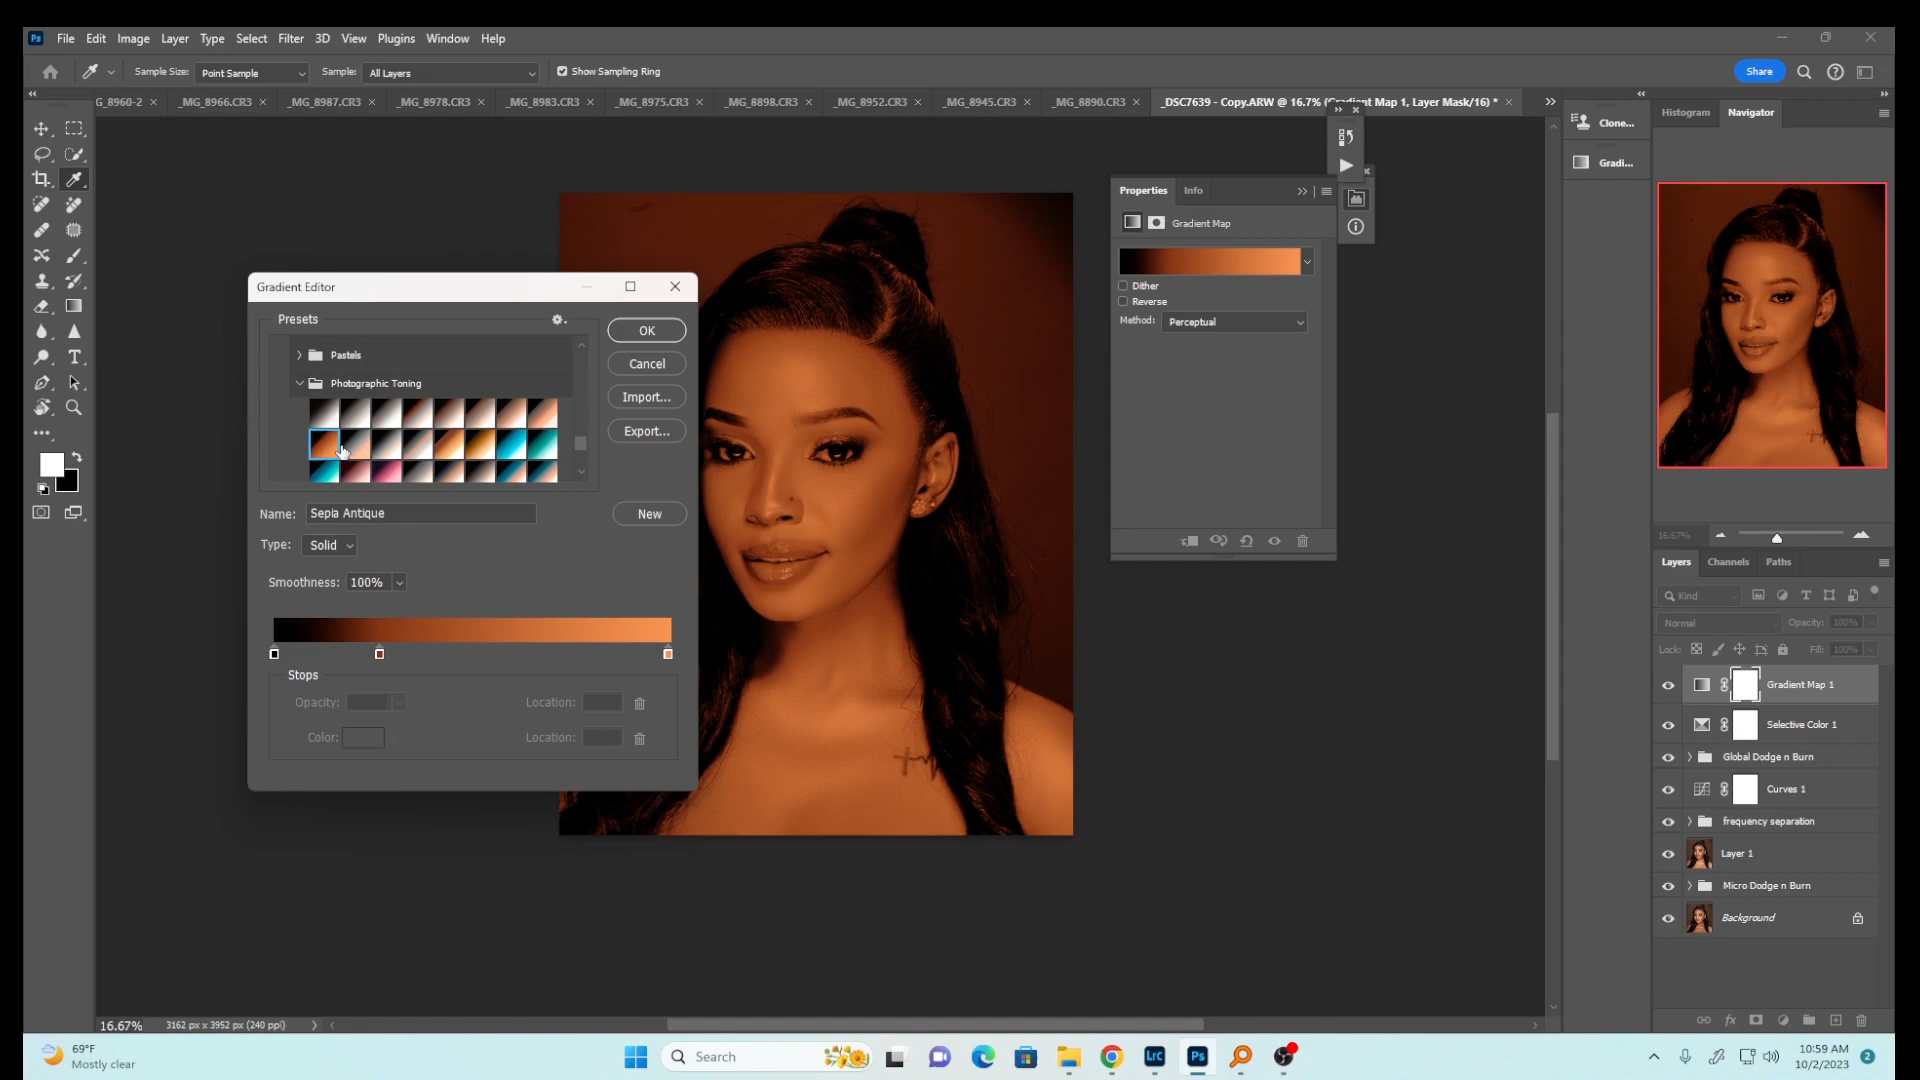 Ps File Edit Image Layer Type Select Filter 3D View Plugins Window Help
Sample Size: Point Sample Sample: All Layers Show Sampling Ring Share
G_8960-2 × _MG_8966.CR3 × _MG_8987.CR3 × _MG_8978.CR3 × _MG_8983.CR3 × _MG_8975.CR3 × _MG_8898.CR3 × _MG_8952.CR3 × _MG_8945.CR3 × _MG_8890.CR3 × _DSC7639 - Copy.ARW @ 16.7% (Gradient Map 1, Layer Mask/16) * ×
Clone...
Gradi...
Histogram Navigator
Properties Info
Gradient Map
Dither
Reverse
Method: Perceptual
Gradient Editor
Presets
OK
Cancel
Import...
Export...
Pastels
Photographic Toning
Name: Sepia Antique
New
Type: Solid
Smoothness: 100%
Stops
Opacity: Location:
Color: Location:
16.67%
Layers Channels Paths
Kind
Normal Opacity: 100%
Lock: Fill: 100%
Gradient Map 1
Selective Color 1
Global Dodge n Burn
Curves 1
frequency separation
Layer 1
Micro Dodge n Burn
Background
fx
16.67% 3162 px x 3952 px (240 ppi)
69°F
Mostly clear
Search
Lrc
Ps
10:59 AM
10/2/2023
2